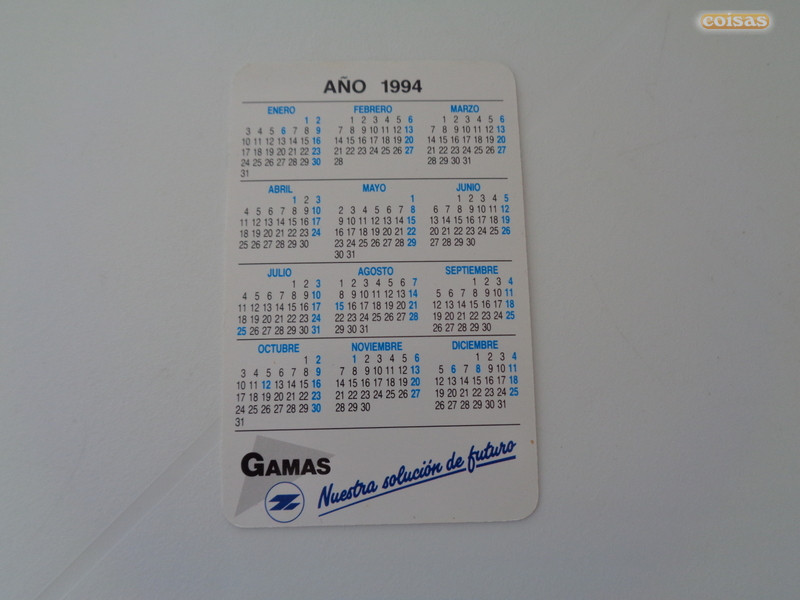 coisas
AÑO 1994
ENERO FEBRERO MARZO
1 2 1 2 3 4 5 6 1 2 3 4 5 6
3 4 5 6 7 8 9 7 8 9 10 11 12 13 7 8 9 10 11 12 13
10 11 12 13 14 15 16 14 15 16 17 18 19 20 14 15 16 17 18 19 20
17 18 19 20 21 22 23 21 22 23 24 25 26 27 21 22 23 24 25 26 27
24 25 26 27 28 29 30 28 28 29 30 31
31
ABRIL MAYO JUNIO
1 2 3 1 1 2 3 4 5
4 5 6 7 8 9 10 2 3 4 5 6 7 8 6 7 8 9 10 11 12
11 12 13 14 15 16 17 9 10 11 12 13 14 15 13 14 15 16 17 18 19
18 19 20 21 22 23 24 16 17 18 19 20 21 22 20 21 22 23 24 25 26
25 26 27 28 29 30 23 24 25 26 27 28 29 27 28 29 30
30 31
JULIO AGOSTO SEPTIEMBRE
1 2 3 1 2 3 4 5 6 7 1 2 3 4
4 5 6 7 8 9 10 8 9 10 11 12 13 14 5 6 7 8 9 10 11
11 12 13 14 15 16 17 15 16 17 18 19 20 21 12 13 14 15 16 17 18
18 19 20 21 22 23 24 22 23 24 25 26 27 28 19 20 21 22 23 24 25
25 26 27 28 29 30 31 29 30 31 26 27 28 29 30
OCTUBRE NOVIEMBRE DICIEMBRE
1 2 1 2 3 4 5 6 1 2 3 4
3 4 5 6 7 8 9 7 8 9 10 11 12 13 5 6 7 8 9 10 11
10 11 12 13 14 15 16 14 15 16 17 18 19 20 12 13 14 15 16 17 18
17 18 19 20 21 22 23 21 22 23 24 25 26 27 19 20 21 22 23 24 25
24 25 26 27 28 29 30 28 29 30 26 27 28 29 30 31
31
GAMAS
Nuestra solución de futuro